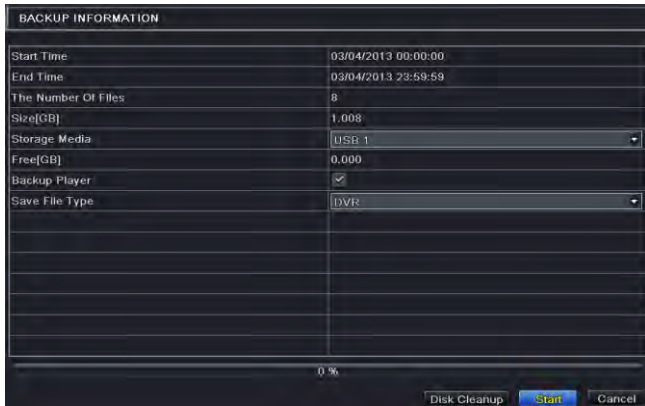 BACKUP INFORMATION
Start Time 03/04/2013 00:00:00
End Time 03/04/2013 23:59:59
The Number Of Files 8
Size[GB] 1.008
Storage Media USB 1
Free[GB] 0.000
Backup Player
Save File Type DVR
0 %
Disk Cleanup Start Cancel